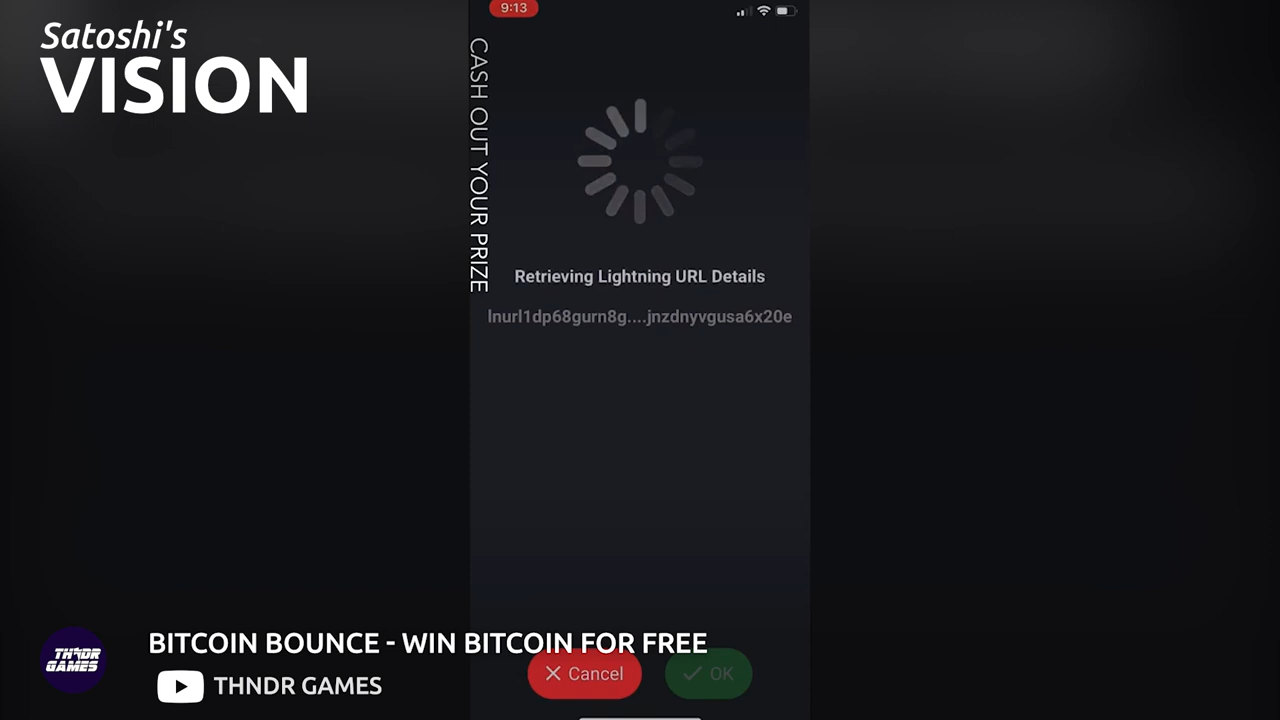 Satoshi's
VISION
9:13
CASH OUT YOUR PRIZE
Retrieving Lightning URL Details
lnurl1dp68gurn8g....jnzdnyvgusa6x20e
BITCOIN BOUNCE - WIN BITCOIN FOR FREE
THNDR
GAMES
THNDR GAMES
Cancel
OK